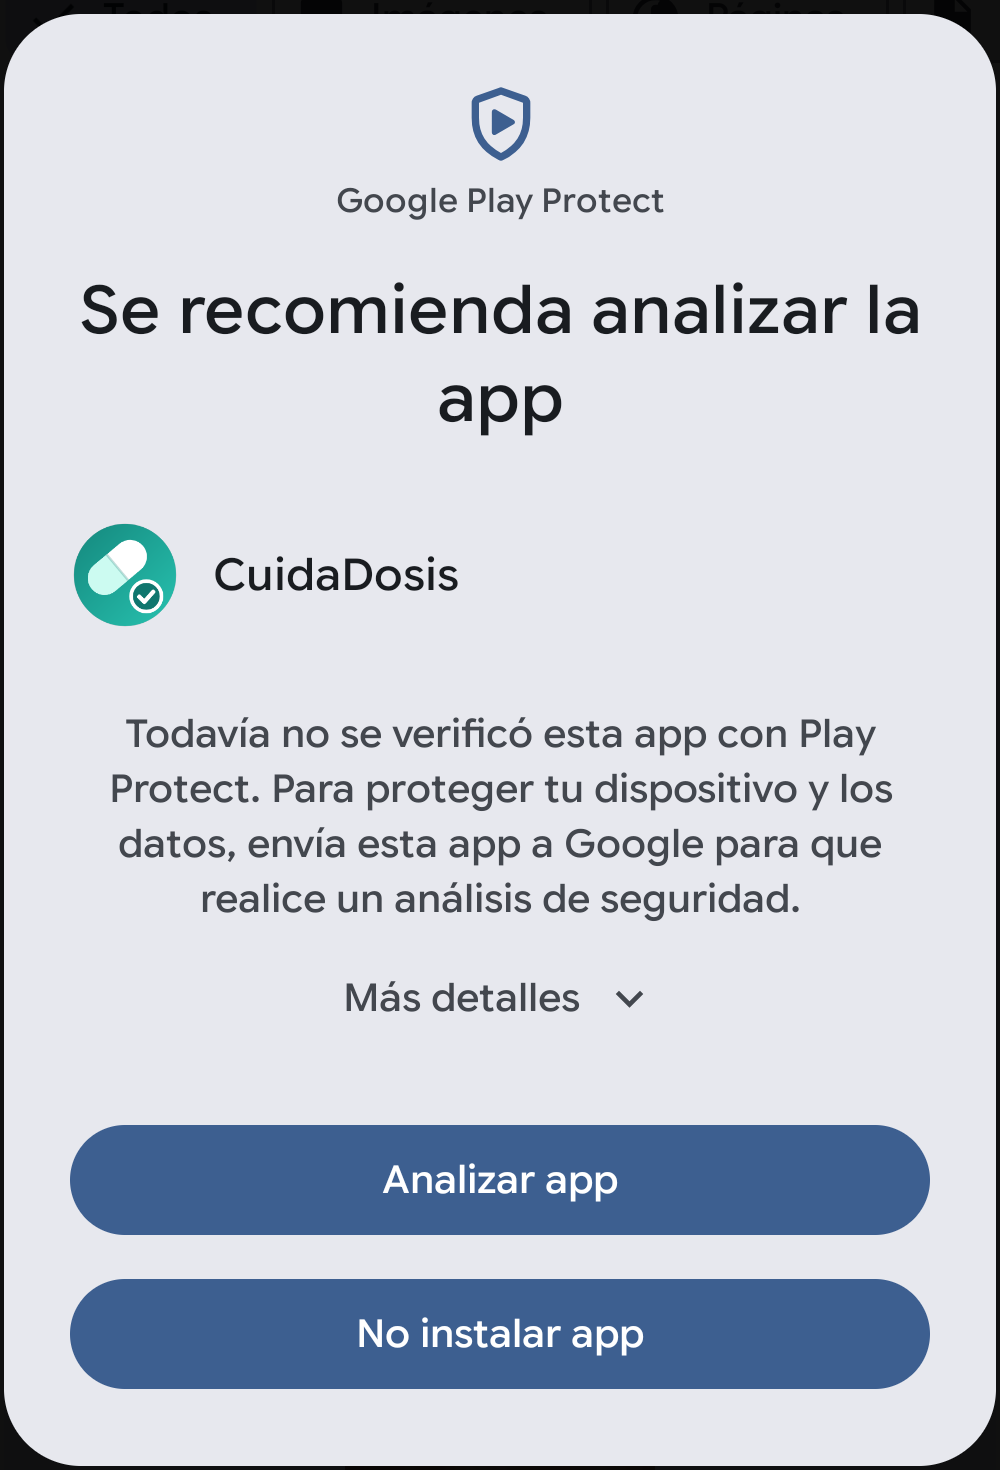 Google Play Protect
Se recomienda analizar la
app
CuidaDosis
Todavía no se verificó esta app con Play
Protect. Para proteger tu dispositivo y los
datos, envía esta app a Google para que
realice un análisis de seguridad.
Más detalles
Analizar app
No instalar app